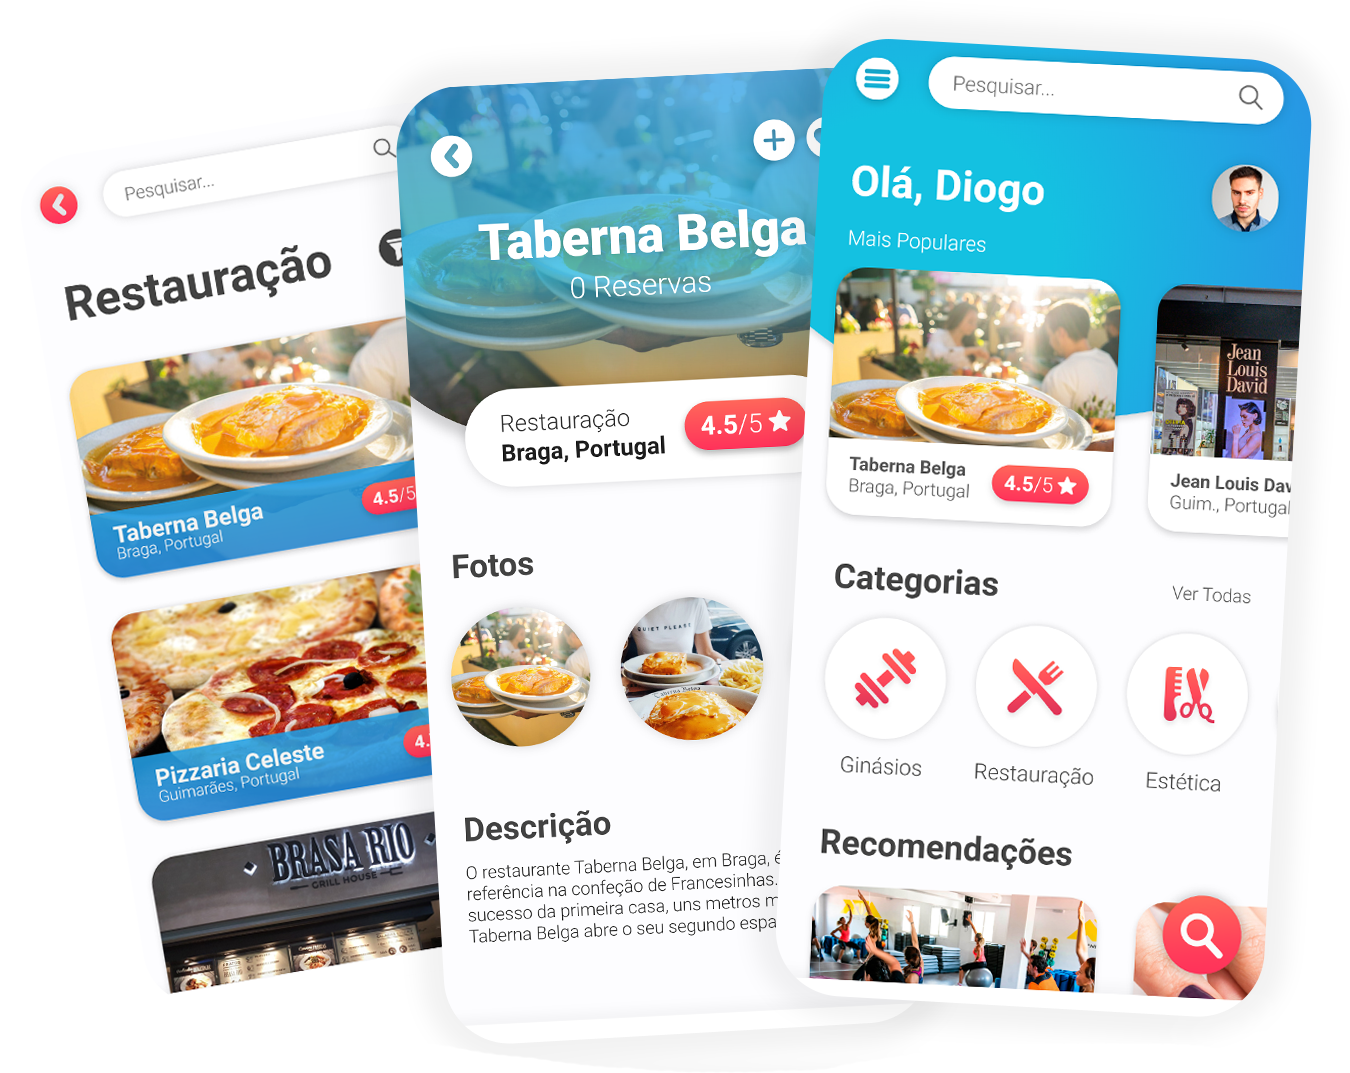 Pesquisar...
Restauração
Taberna Belga
Braga, Portugal
4.5/5
Pizzaria Celeste
Guimarães, Portugal
4.
BRASA RIO
GRILL HOUSE
Taberna Belga
0 Reservas
Restauração
Braga, Portugal
4.5/5
Fotos
QUIET PLEASE
Taberna Belga
Descrição
O restaurante Taberna Belga, em Braga, é
referência na confeção de Francesinhas.
sucesso da primeira casa, uns metros m
Taberna Belga abre o seu segundo espa
Pesquisar...
Olá, Diogo
Mais Populares
Taberna Belga
Braga, Portugal
4.5/5
Jean
Louis
David
Jean Louis Dav
Guim., Portugal
Categorias
Ver Todas
Ginásios
Restauração
Estética
Recomendações